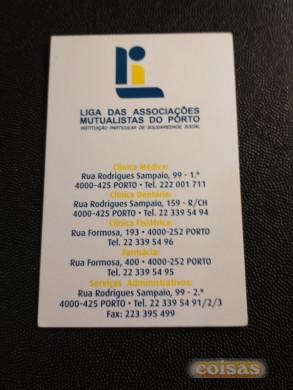 LIGA DAS ASSOCIAÇÕES
MUTUALISTAS DO PÔRTO
INSTITUIÇÃO PARTICULAR DE SOLIDARIEDADE SOCIAL
Clínica Médica:
Rua Rodrigues Sampaio, 99 - 1.º
4000-425 PORTO • Tel. 222 001 711
Clínica Dentária:
Rua Rodrigues Sampaio, 159 - R/CH
4000-425 PORTO • Tel. 22 339 54 94
Clínica Fisiátrica:
Rua Formosa, 193 • 4000-252 PORTO
Tel. 22 339 54 96
Farmácia:
Rua Formosa, 400 • 4000-252 PORTO
Tel. 22 339 54 95
Serviços Administrativos:
Rua Rodrigues Sampaio, 99 - 2.º
4000-425 PORTO • Tel. 22 339 54 91/2/3
Fax: 223 395 499
coisas